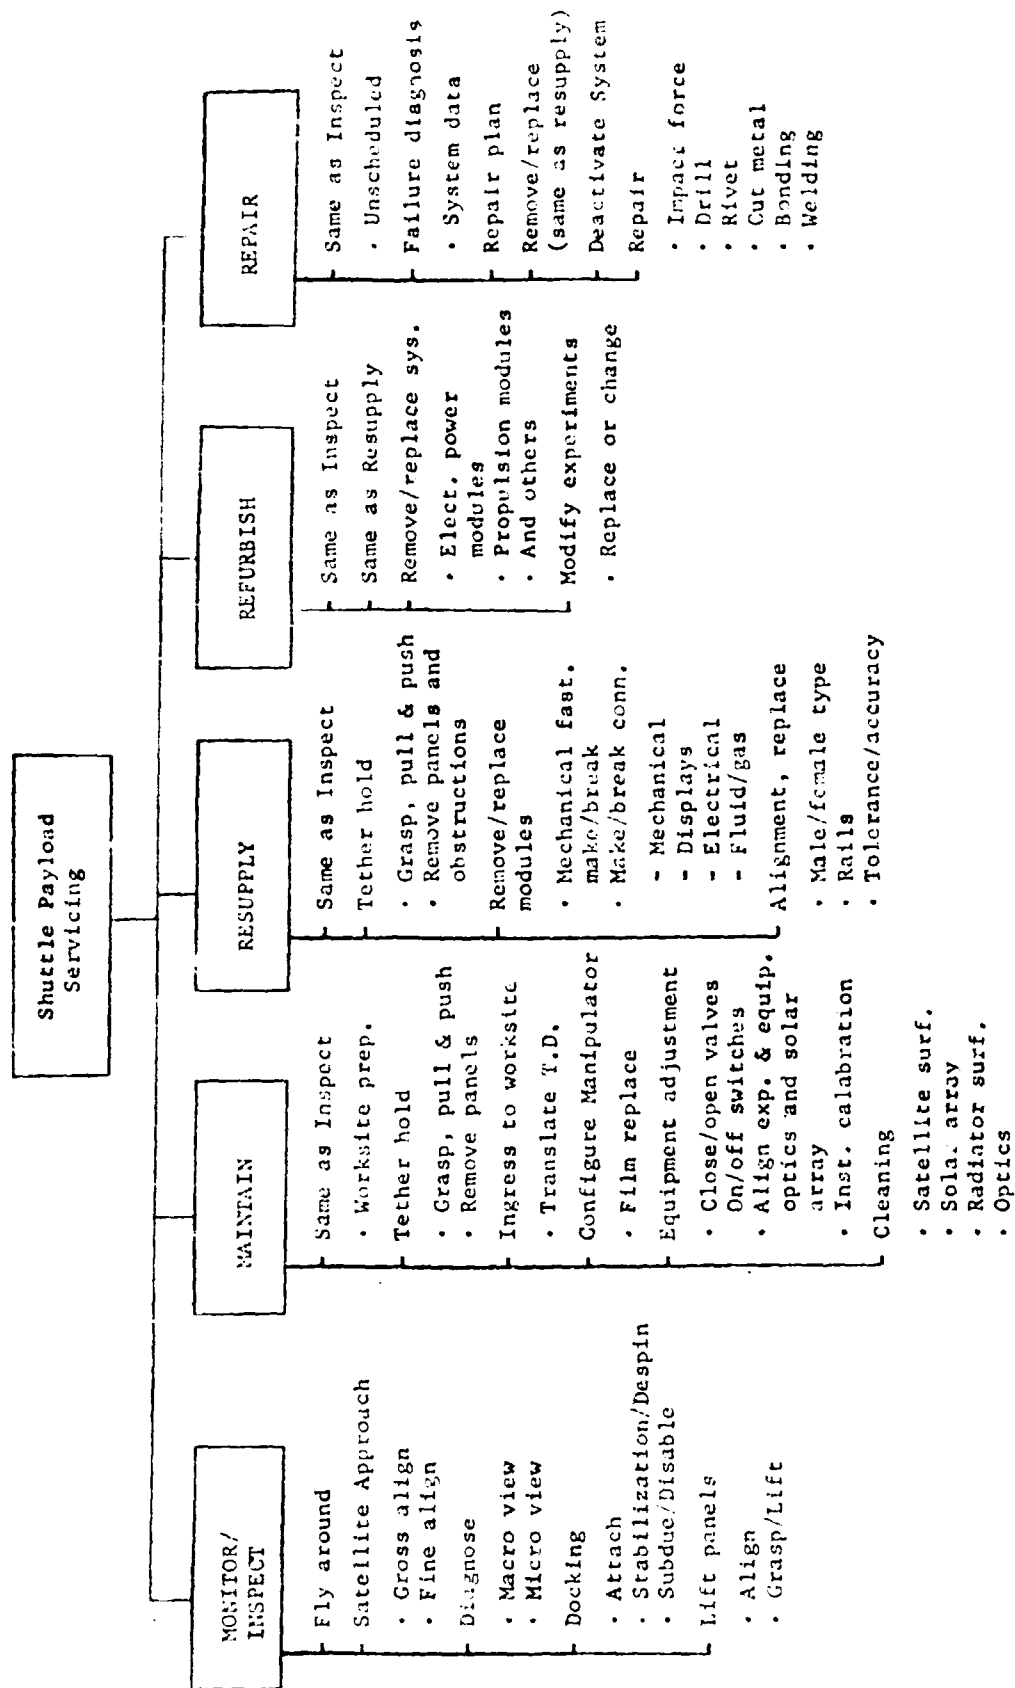 Shuttle Payload
Servicing
MONITOR/
INSPECT
Fly around
Satellite Approach
· Gross align
· Fine align
Diagnose
· Macro view
· Micro view
Docking
· Attach
· Stabilization/Despin
· Subdue/Disable
Lift panels
· Align
· Grasp/Lift
MAINTAIN
Same as Inspect
· Worksite prep.
Tether hold
· Grasp, pull & push
· Remove panels
Ingress to worksite
· Translate T.D.
Configure Manipulator
· Film replace
Equipment adjustment
· Close/open valves
On/off switches
· Align exp. & equip.
optics and solar
array
· Inst. calabration
Cleaning
· Satellite surf.
· Solar array
· Radiator surf.
· Optics
RESUPPLY
Same as Inspect
Tether hold
· Grasp, pull & push
· Remove panels and
obstructions
Remove/replace
modules
· Mechanical fast.
make/break
· Make/break conn.
- Mechanical
- Displays
- Electrical
- Fluid/gas
Alignment, replace
· Male/female type
· Rails
· Tolerance/accuracy
REFURBISH
Same as Inspect
Same as Resupply
Remove/replace sys.
· Elect. power
modules
· Propulsion modules
· And others
Modify experiments
· Replace or change
REPAIR
Same as Inspect
· Unscheduled
Failure diagnosis
· System data
Repair plan
Remove/replace
(same as resupply)
Deactivate System
Repair
· Impact force
· Drill
· Rivet
· Cut metal
· Bonding
· Welding